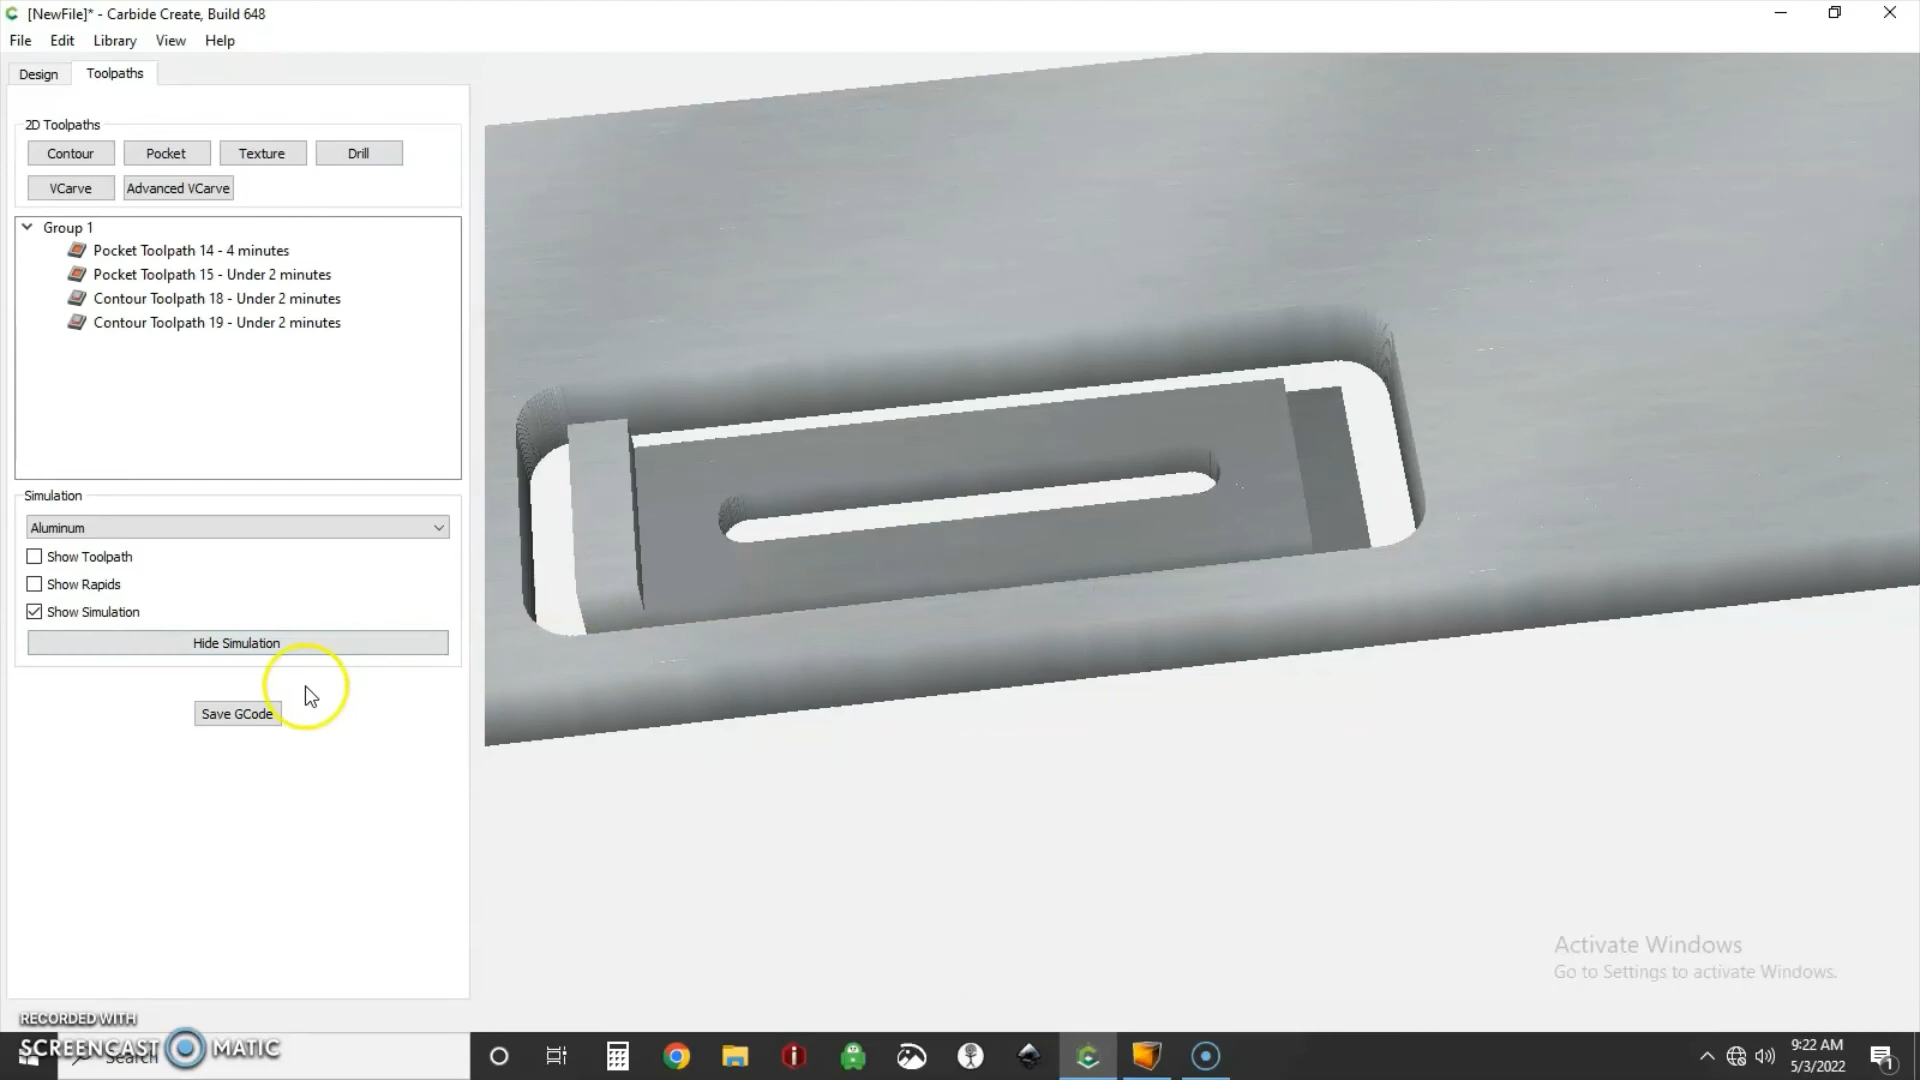 [NewFile]* - Carbide Create, Build 648
File Edit Library View Help
Design Toolpaths
2D Toolpaths
Contour Pocket Texture Drill
VCarve Advanced VCarve
Group 1
Pocket Toolpath 14 - 4 minutes
Pocket Toolpath 15 - Under 2 minutes
Contour Toolpath 18 - Under 2 minutes
Contour Toolpath 19 - Under 2 minutes
Simulation
Aluminum
Show Toolpath
Show Rapids
Show Simulation
Hide Simulation
Save GCode
Activate Windows
Go to Settings to activate Windows.
RECORDED WITH
SCREENCAST MATIC
Search
9:22 AM
5/3/2022
1